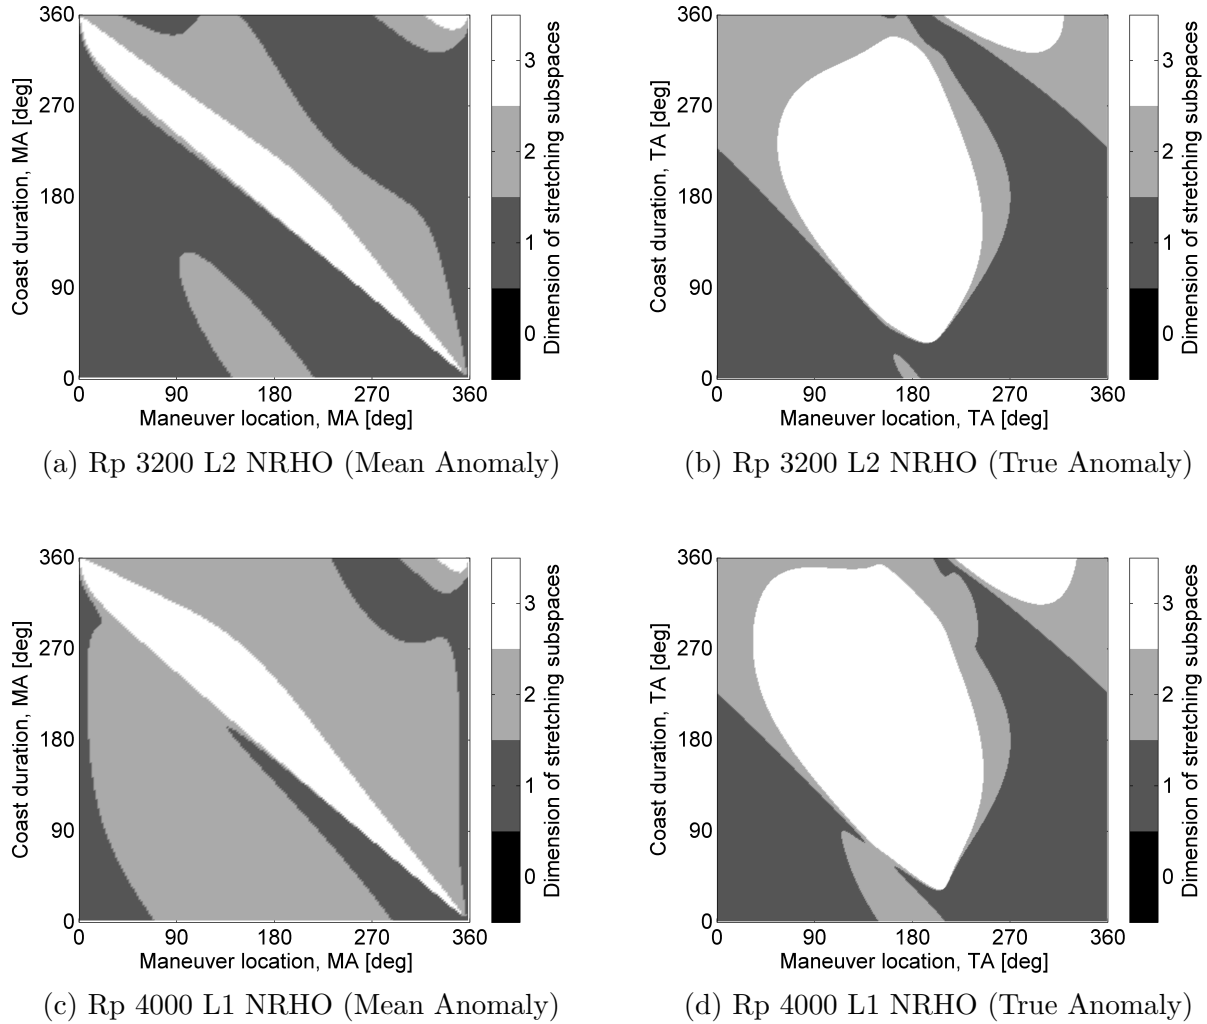 360
270
180
90
0
Coast duration, MA [deg]
0 90 180 270 360
Maneuver location, MA [deg]
3
2
1
0
Dimension of stretching subspaces
(a) Rp 3200 L2 NRHO (Mean Anomaly)
360
270
180
90
0
Coast duration, TA [deg]
0 90 180 270 360
Maneuver location, TA [deg]
3
2
1
0
Dimension of stretching subspaces
(b) Rp 3200 L2 NRHO (True Anomaly)
360
270
180
90
0
Coast duration, MA [deg]
0 90 180 270 360
Maneuver location, MA [deg]
3
2
1
0
Dimension of stretching subspaces
(c) Rp 4000 L1 NRHO (Mean Anomaly)
360
270
180
90
0
Coast duration, TA [deg]
0 90 180 270 360
Maneuver location, TA [deg]
3
2
1
0
Dimension of stretching subspaces
(d) Rp 4000 L1 NRHO (True Anomaly)